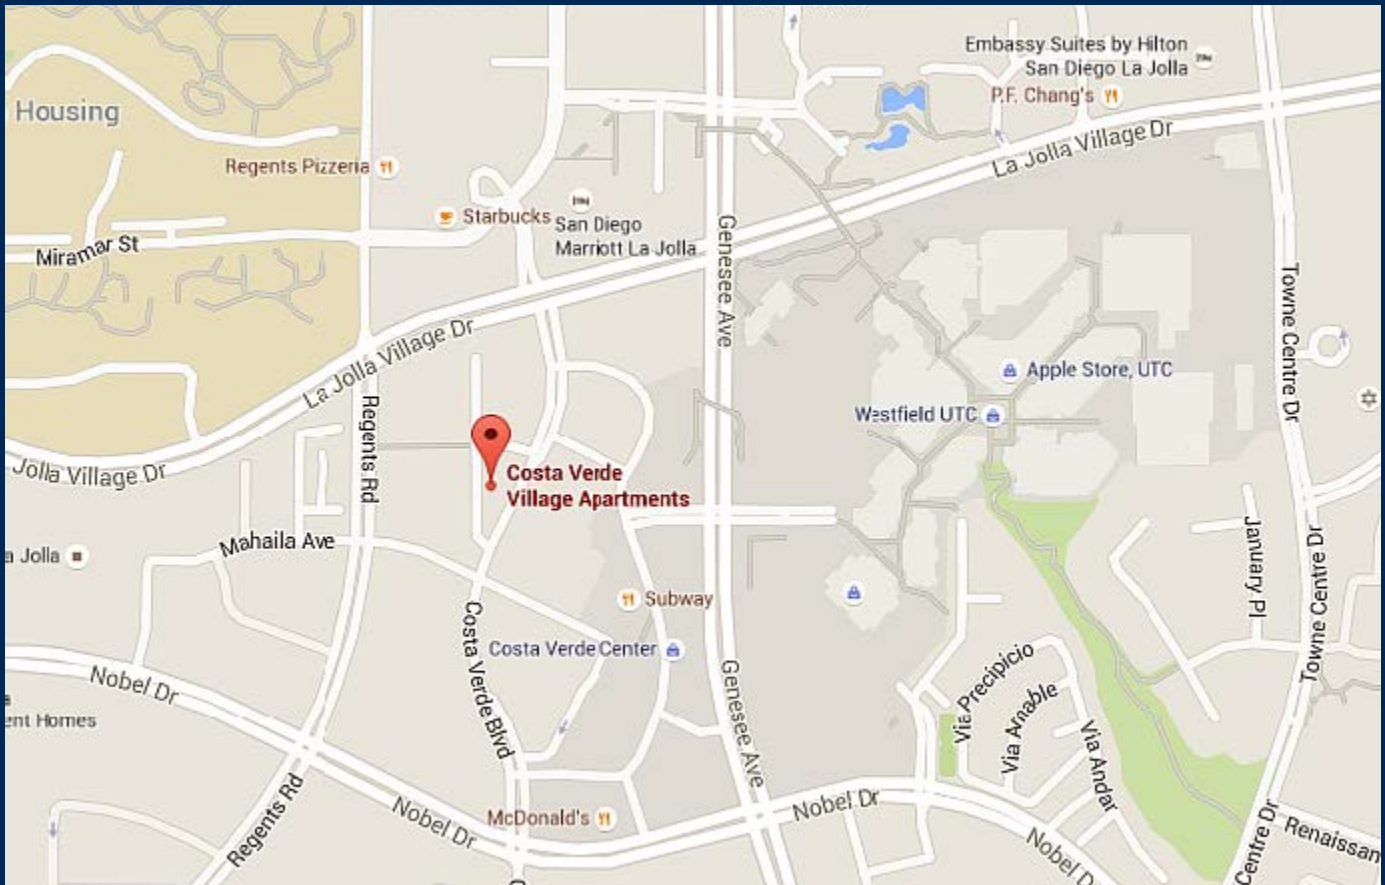 Embassy Suites by Hilton
San Diego La Jolla
P.F. Chang's
Housing
La Jolla Village Dr
Regents Pizzeria
Starbucks
San Diego
Marriott La Jolla
Miramar St
Genesee Ave
Towne Centre Dr
La Jolla Village Dr
Apple Store, UTC
Westfield UTC
Regents Rd
Jolla Village Dr
Costa Verde
Village Apartments
Mahaila Ave
a Jolla
January Pl
Towne Centre Dr
Subway
Costa Verde Center
Costa Verde Blvd
Nobel Dr
ent Homes
Genesee Ave
Via Precipicio
Via Amable
Via Andar
Regents Rd
Nobel Dr
McDonald's
Nobel Dr
Nobel D
Centre Dr
Renaissan